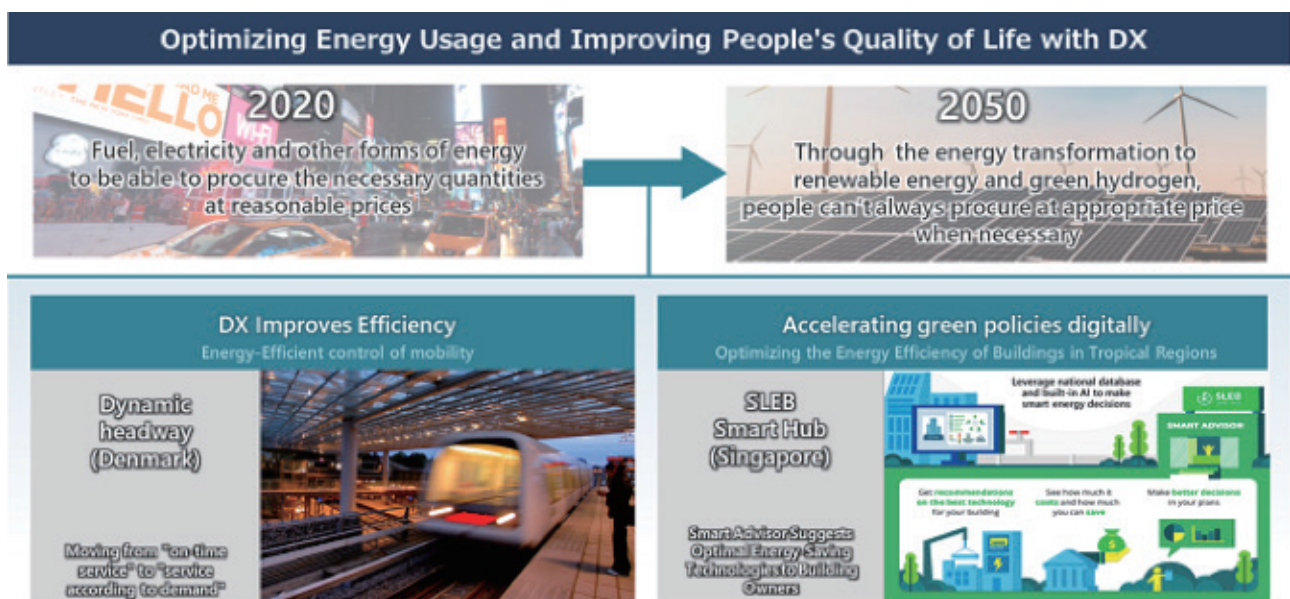 Optimizing Energy Usage and Improving People's Quality of Life with DX
HELLO
2020
Fuel, electricity and other forms of energy
to be able to procure the necessary quantities
at reasonable prices
2050
Through the energy transformation to
renewable energy and green hydrogen,
people can't always procure at appropriate price
when necessary
DX Improves Efficiency
Energy-Efficient control of mobility
Dynamic
headway
(Denmark)
Moving from "on-time
service" to "service
according to demand"
Accelerating green policies digitally
Optimizing the Energy Efficiency of Buildings in Tropical Regions
SLEB
Smart Hub
(Singapore)
Smart Advisor Suggests
Optimal Energy-Saving
Technologies to Building
Owners
Leverage national database
and built-in AI to make
smart energy decisions
SLEB
SMART ADVISOR
Get recommendations
on the best technology
for your building
See how much it
costs and how much
you can save
Make better decisions
in your plans